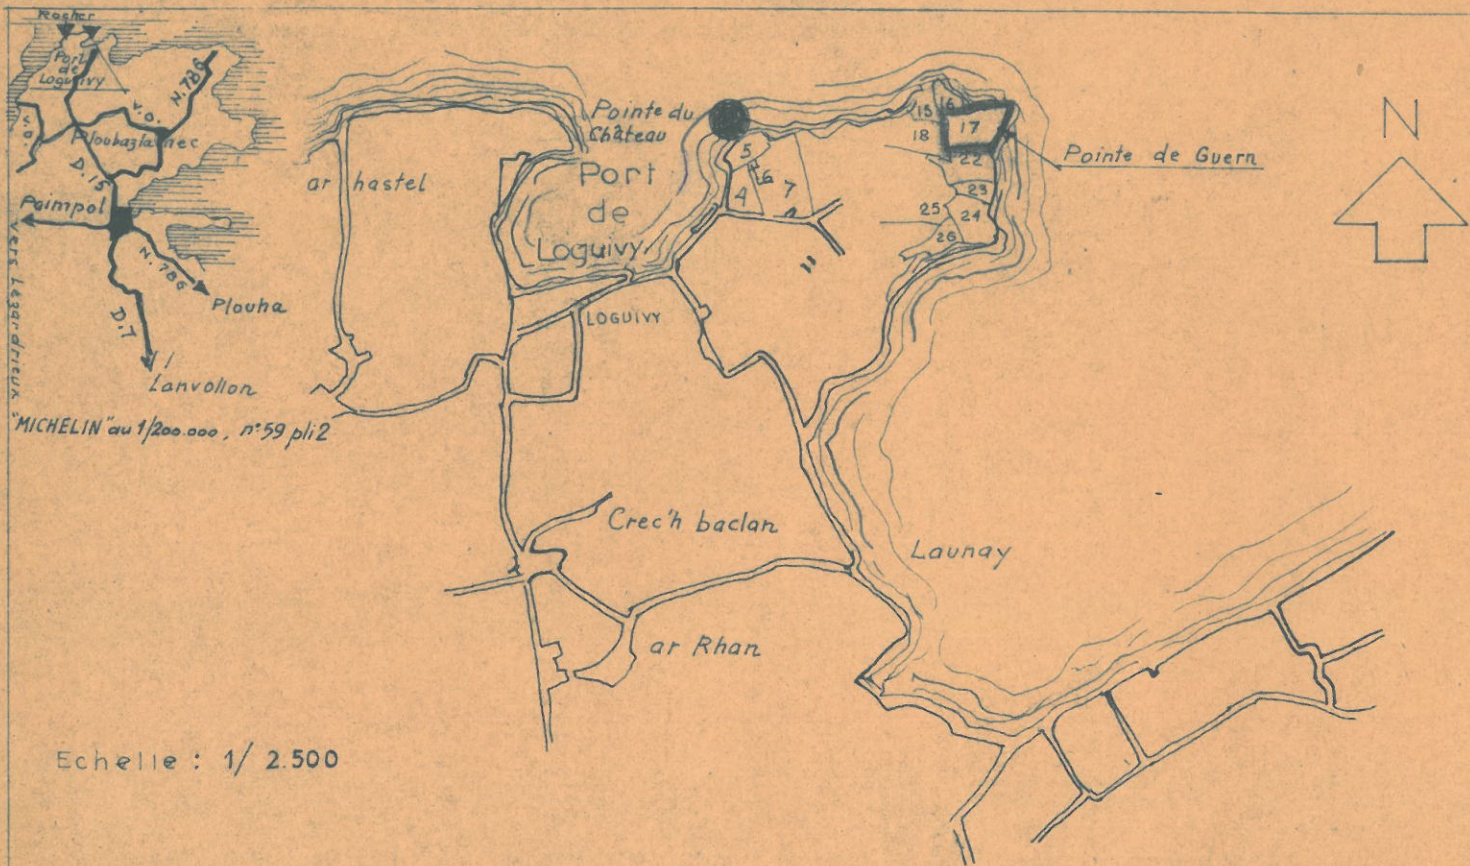 Rocher
Port
de
Loguivy
N.786
V.O.
V.O.
Ploubazlanec
D.15
Paimpol
vers Lézardrieux
N.786
Plouha
D.7
Lanvollon
"MICHELIN" au 1/200.000, n°59 pli 2
ar hastel
Pointe du
Château
Port
de
Loguivy
LOGUIVY
5
6
4
7
15
16
17
18
22
23
24
25
26
Pointe de Guern
N
Crec'h baclan
Launay
ar Rhan
Echelle : 1/ 2.500